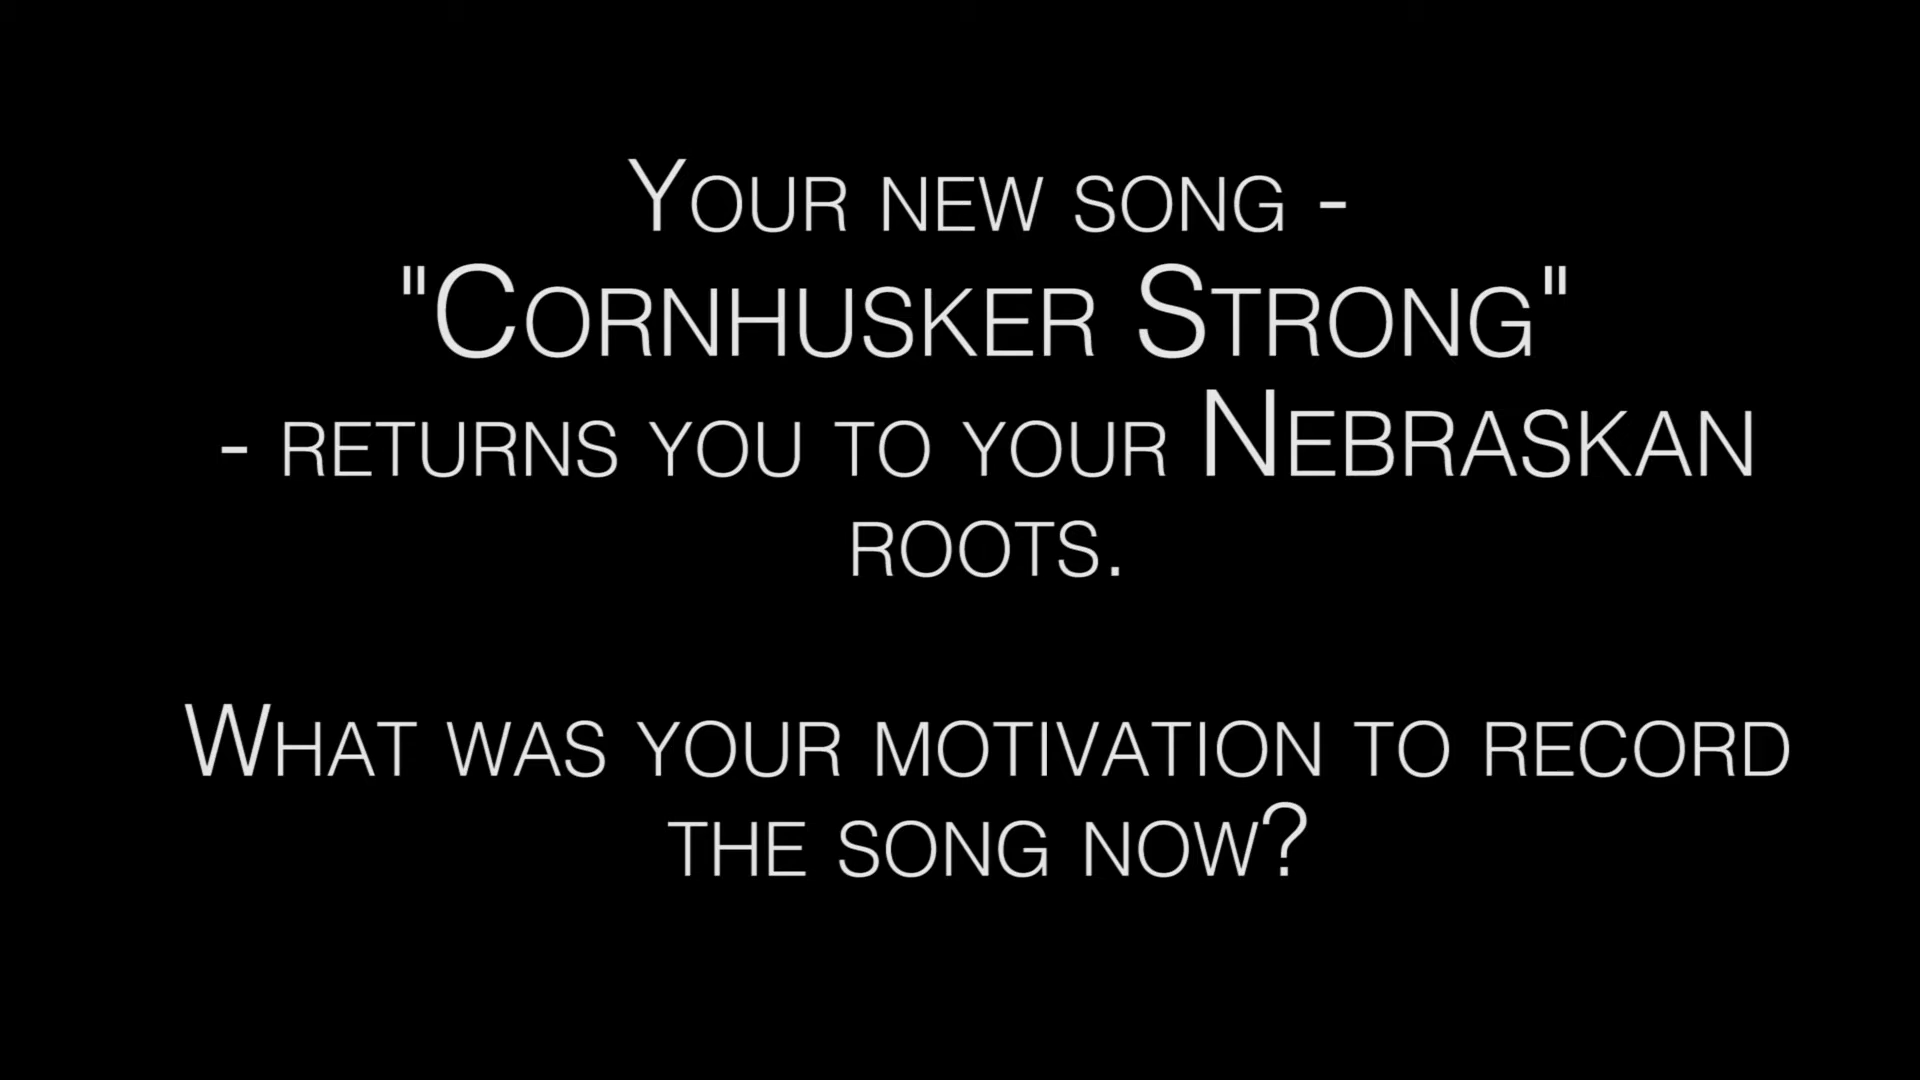 Your new song -
"Cornhusker Strong"
- returns you to your Nebraskan
roots.
What was your motivation to record
the song now?